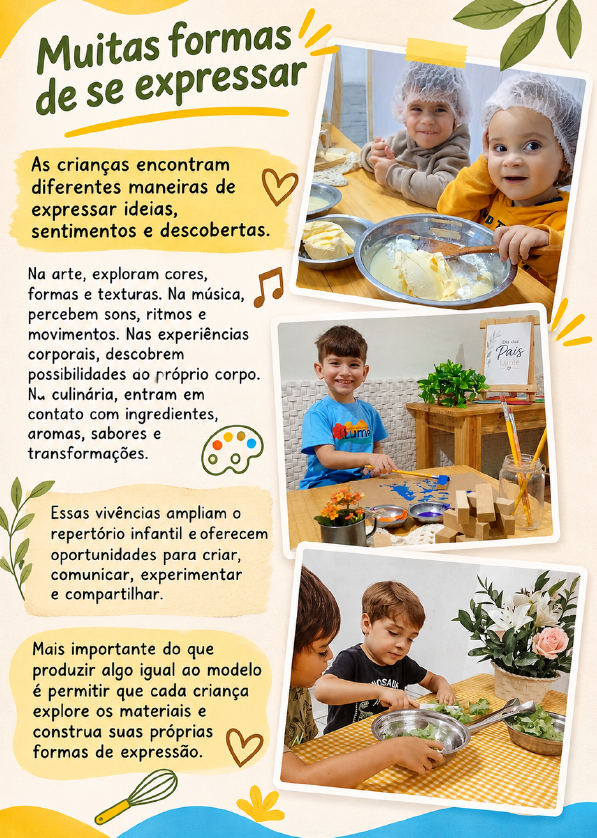 Muitas formas
de se expressar
As crianças encontram
diferentes maneiras de
expressar ideias,
sentimentos e descobertas.
Na arte, exploram cores,
formas e texturas. Na música,
percebem sons, ritmos e
movimentos. Nas experiências
corporais, descobrem
possibilidades do próprio corpo.
culinária, entram em
contato com ingredientes,
aromas, sabores e
transformações.
Essas vivências ampliam o
repertório infantil e oferecem
oportunidades para criar,
comunicar, experimentar
e compartilhar.
Mais importante do que
produzir algo igual ao modelo
é permitir que cada criança
explore os materiais e
construa suas próprias
formas de expressão.
Dia dos
Pais